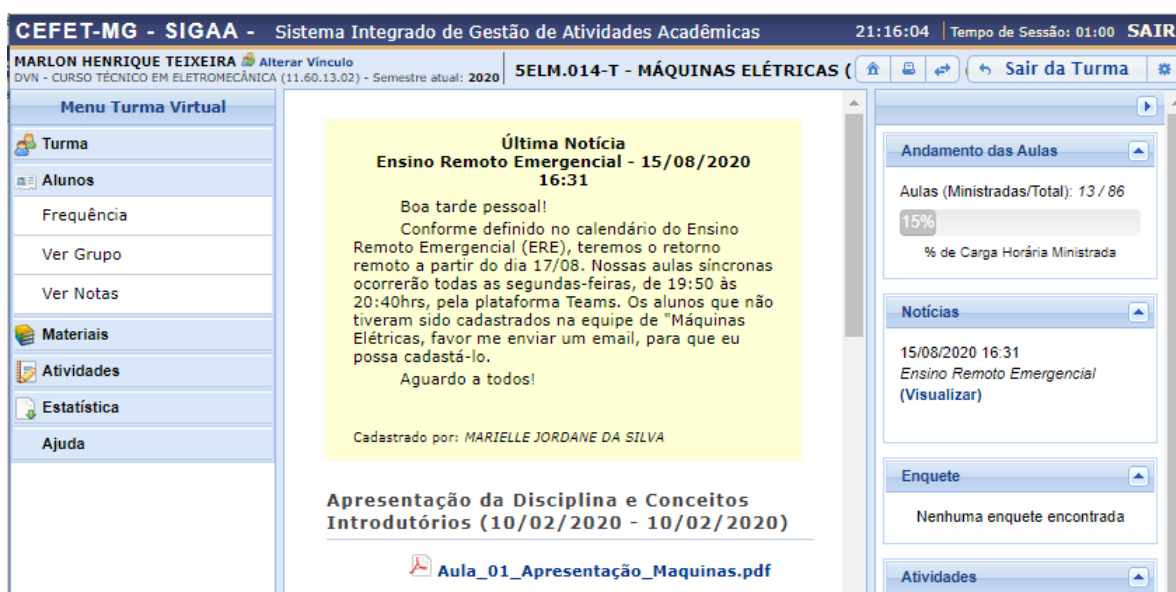 CEFET-MG - SIGAA - Sistema Integrado de Gestão de Atividades Acadêmicas 21:16:04 Tempo de Sessão: 01:00 SAIR
MARLON HENRIQUE TEIXEIRA Alterar Vínculo
DVN - CURSO TÉCNICO EM ELETROMECÂNICA (11.60.13.02) - Semestre atual: 2020
5ELM.014-T - MÁQUINAS ELÉTRICAS (
Sair da Turma
Menu Turma Virtual
Turma
Alunos
Frequência
Ver Grupo
Ver Notas
Materiais
Atividades
Estatística
Ajuda
Última Notícia
Ensino Remoto Emergencial - 15/08/2020
16:31
Boa tarde pessoal!
Conforme definido no calendário do Ensino
Remoto Emergencial (ERE), teremos o retorno
remoto a partir do dia 17/08. Nossas aulas síncronas
ocorrerão todas as segundas-feiras, de 19:50 às
20:40hrs, pela plataforma Teams. Os alunos que não
tiveram sido cadastrados na equipe de "Máquinas
Elétricas, favor me enviar um email, para que eu
possa cadastá-lo.
Aguardo a todos!
Cadastrado por: MARIELLE JORDANE DA SILVA
Apresentação da Disciplina e Conceitos
Introdutórios (10/02/2020 - 10/02/2020)
Aula_01_Apresentação_Maquinas.pdf
Andamento das Aulas
Aulas (Ministradas/Total): 13 / 86
15%
% de Carga Horária Ministrada
Notícias
15/08/2020 16:31
Ensino Remoto Emergencial
(Visualizar)
Enquete
Nenhuma enquete encontrada
Atividades